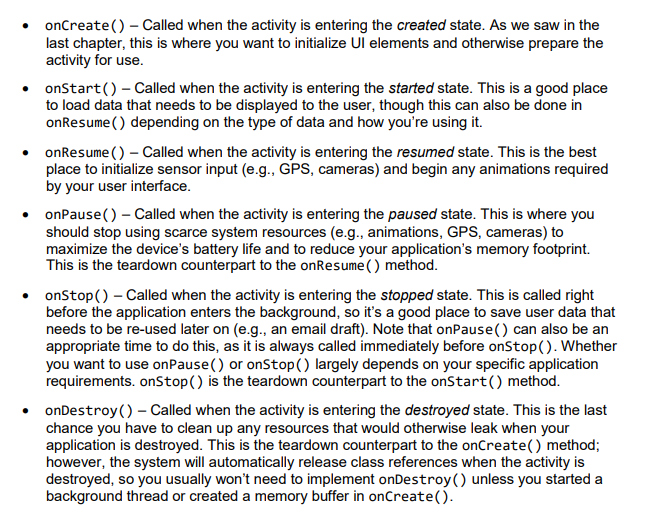 • onCreate() – Called when the activity is entering the created state. As we saw in the
last chapter, this is where you want to initialize UI elements and otherwise prepare the
activity for use.
• onStart() – Called when the activity is entering the started state. This is a good place
to load data that needs to be displayed to the user, though this can also be done in
onResume() depending on the type of data and how you’re using it.
• onResume() – Called when the activity is entering the resumed state. This is the best
place to initialize sensor input (e.g., GPS, cameras) and begin any animations required
by your user interface.
• onPause() – Called when the activity is entering the paused state. This is where you
should stop using scarce system resources (e.g., animations, GPS, cameras) to
maximize the device’s battery life and to reduce your application’s memory footprint.
This is the teardown counterpart to the onResume() method.
• onStop() – Called when the activity is entering the stopped state. This is called right
before the application enters the background, so it’s a good place to save user data that
needs to be re-used later on (e.g., an email draft). Note that onPause() can also be an
appropriate time to do this, as it is always called immediately before onStop(). Whether
you want to use onPause() or onStop() largely depends on your specific application
requirements. onStop() is the teardown counterpart to the onStart() method.
• onDestroy() – Called when the activity is entering the destroyed state. This is the last
chance you have to clean up any resources that would otherwise leak when your
application is destroyed. This is the teardown counterpart to the onCreate() method;
however, the system will automatically release class references when the activity is
destroyed, so you usually won’t need to implement onDestroy() unless you started a
background thread or created a memory buffer in onCreate().